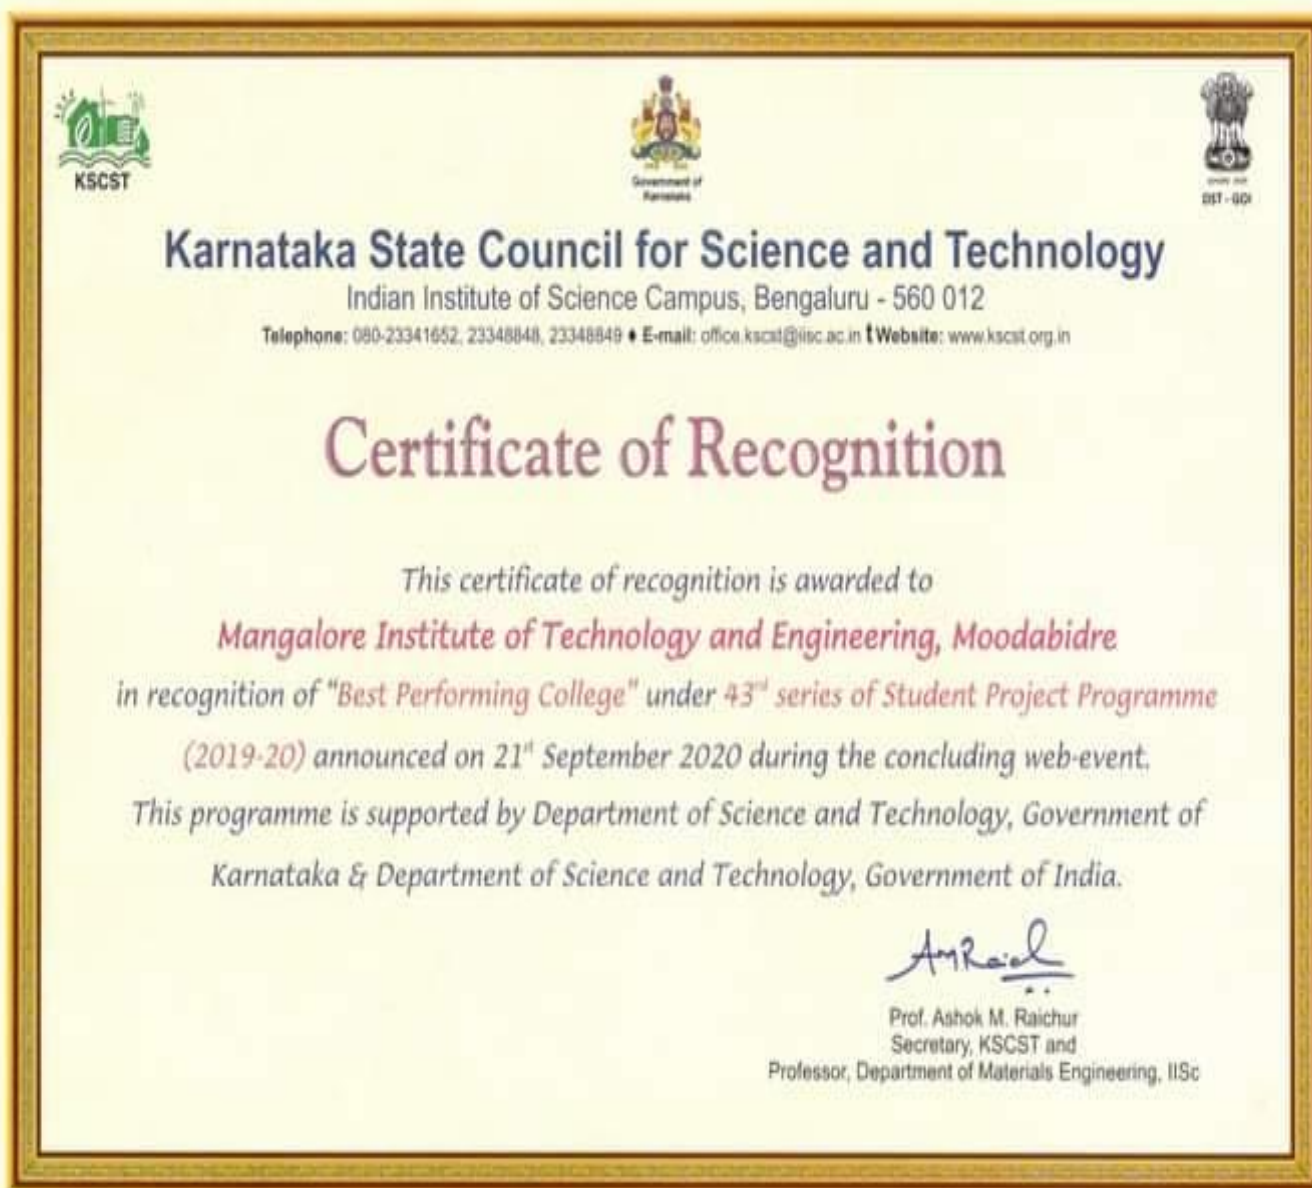 KSCST
Government of
Karnataka
DST - GOI
Karnataka State Council for Science and Technology
Indian Institute of Science Campus, Bengaluru - 560 012
Telephone: 080-23341652, 23348848, 23348849 ♦ E-mail: office.kscst@iisc.ac.in t Website: www.kscst.org.in
Certificate of Recognition
This certificate of recognition is awarded to
Mangalore Institute of Technology and Engineering, Moodabidre
in recognition of "Best Performing College" under 43rd series of Student Project Programme
(2019-20) announced on 21st September 2020 during the concluding web-event.
This programme is supported by Department of Science and Technology, Government of
Karnataka & Department of Science and Technology, Government of India.
Prof. Ashok M. Raichur
Secretary, KSCST and
Professor, Department of Materials Engineering, IISc